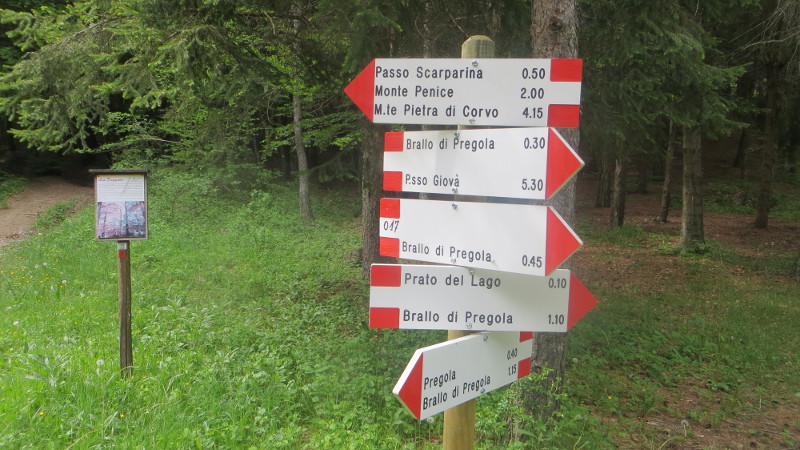 Passo Scarparina 0.50
Monte Penice 2.00
M.te Pietra di Corvo 4.15
Brallo di Pregola 0.30
P.sso Giovà 5.30
017
Brallo di Pregola 0.45
Prato del Lago 0.10
Brallo di Pregola 1.10
Pregola 0.40
Brallo di Pregola 1.15